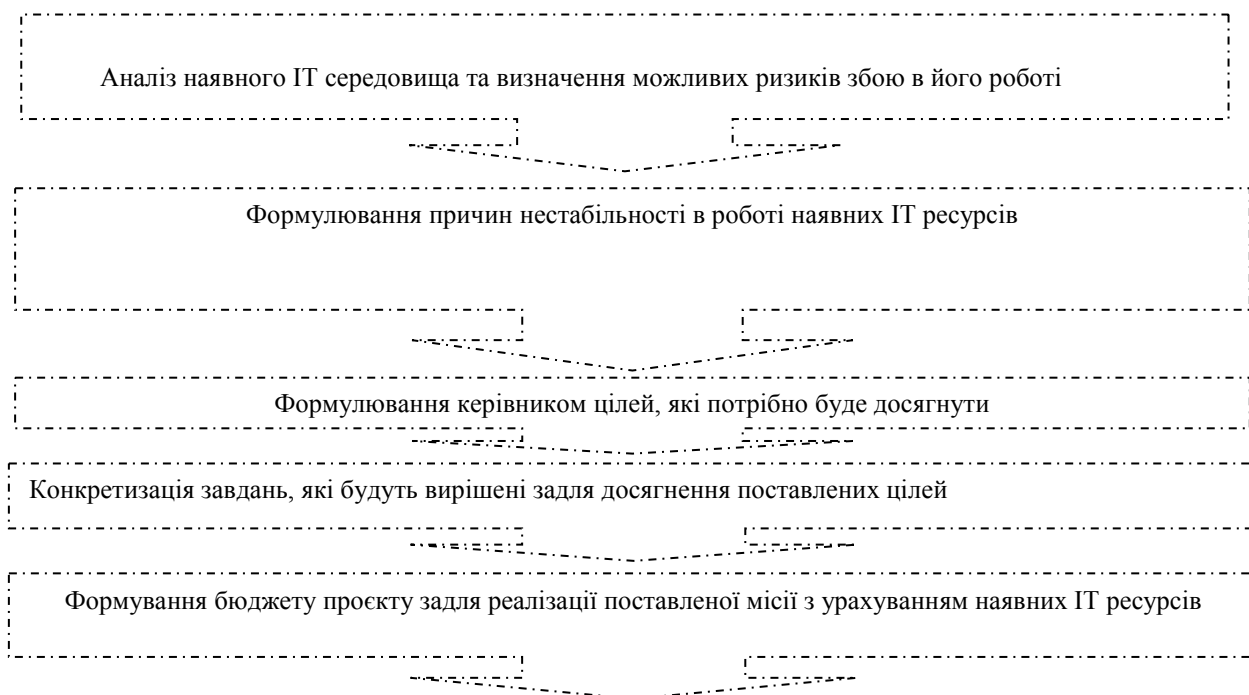 Аналіз наявного ІТ середовища та визначення можливих ризиків збою в його роботі
Формулювання причин нестабільності в роботі наявних ІТ ресурсів
Формулювання керівником цілей, які потрібно буде досягнути
Конкретизація завдань, які будуть вирішені задля досягнення поставлених цілей
Формування бюджету проєкту задля реалізації поставленої місії з урахуванням наявних ІТ ресурсів